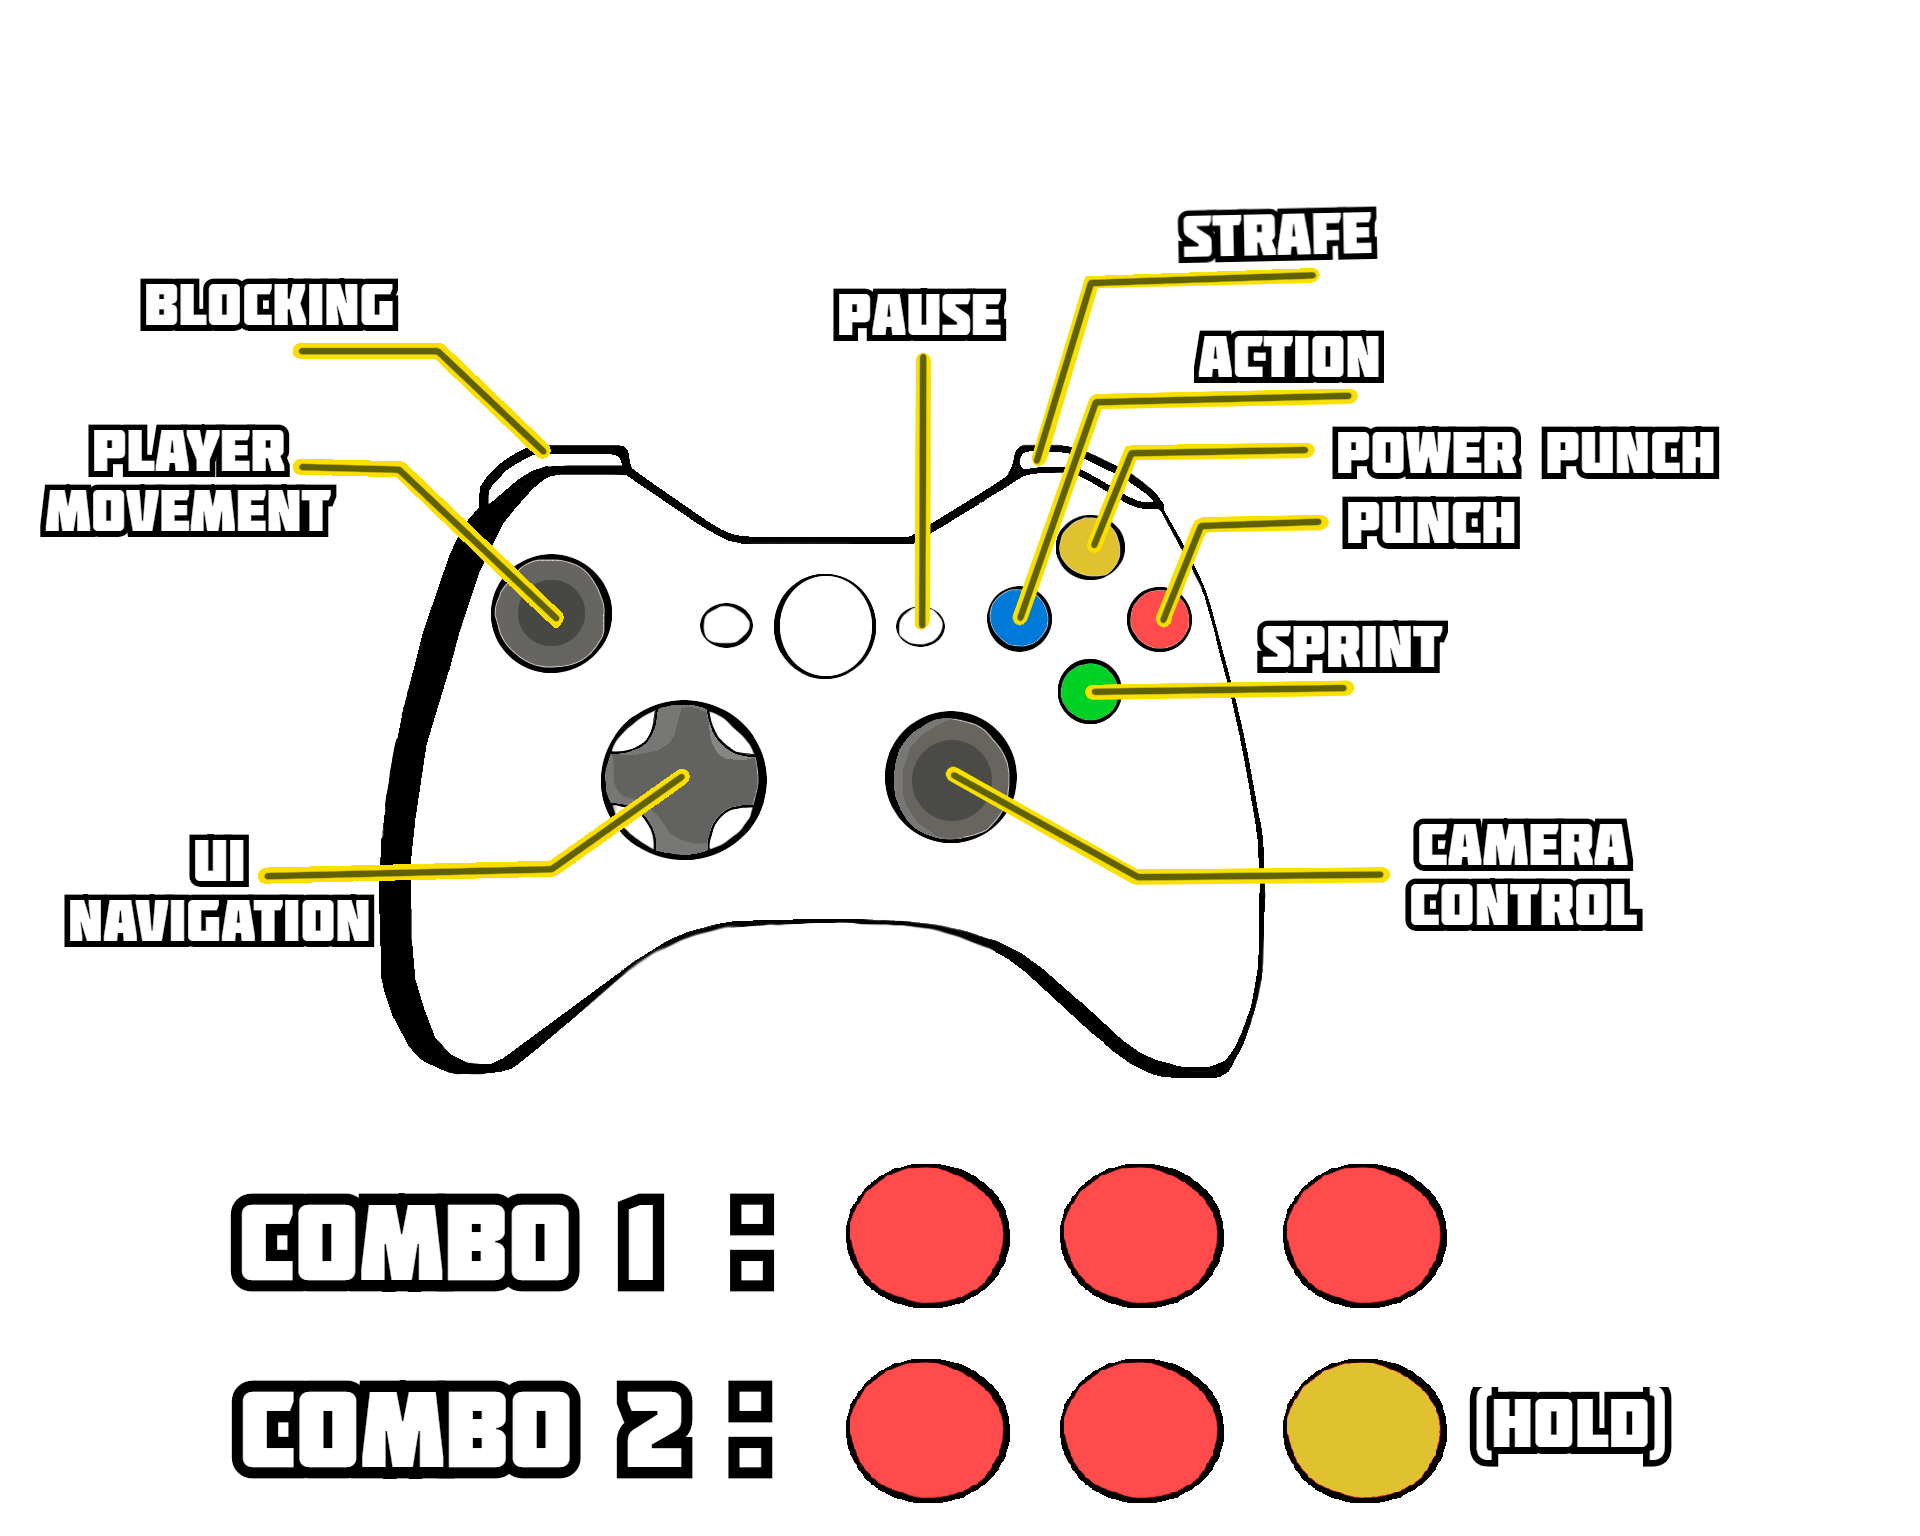 STRAFE
BLOCKING
PAUSE
ACTION
PLAYER
MOVEMENT
POWER PUNCH
PUNCH
SPRINT
UI
NAVIGATION
CAMERA
CONTROL
COMBO 1 :
COMBO 2 : (HOLD)